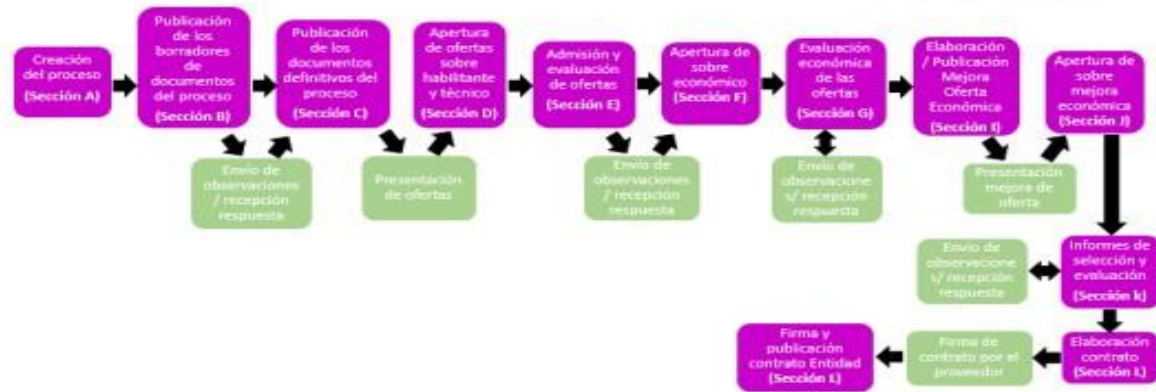 Creación
del proceso
(Sección A)
Publicación
de los
borradores
de
documentos
del proceso
(Sección B)
Publicación
de los
documentos
definitivos del
proceso
(Sección C)
Apertura
de ofertas
sobre
habilitante
y técnico
(Sección D)
Admisión y
evaluación
de ofertas
(Sección E)
Apertura de
sobre
económico
(Sección F)
Evaluación
económica
de las
ofertas
(Sección G)
Elaboración
/ Publicación
Mejora
Oferta
Económica
(Sección I)
Apertura de
sobre
mejora
económica
(Sección J)
Envío de
observaciones
/ recepción
respuesta
Presentación
de ofertas
Envío de
observaciones
/ recepción
respuesta
Envío de
observacione
s/ recepción
respuesta
Presentación
mejora de
oferta
Envío de
observacione
s/ recepción
respuesta
Informes de
selección y
evaluación
(Sección k)
Firma y
publicación
contrato Entidad
(Sección L)
Firma de
contrato por el
proveedor
Elaboración
contrato
(Sección L)